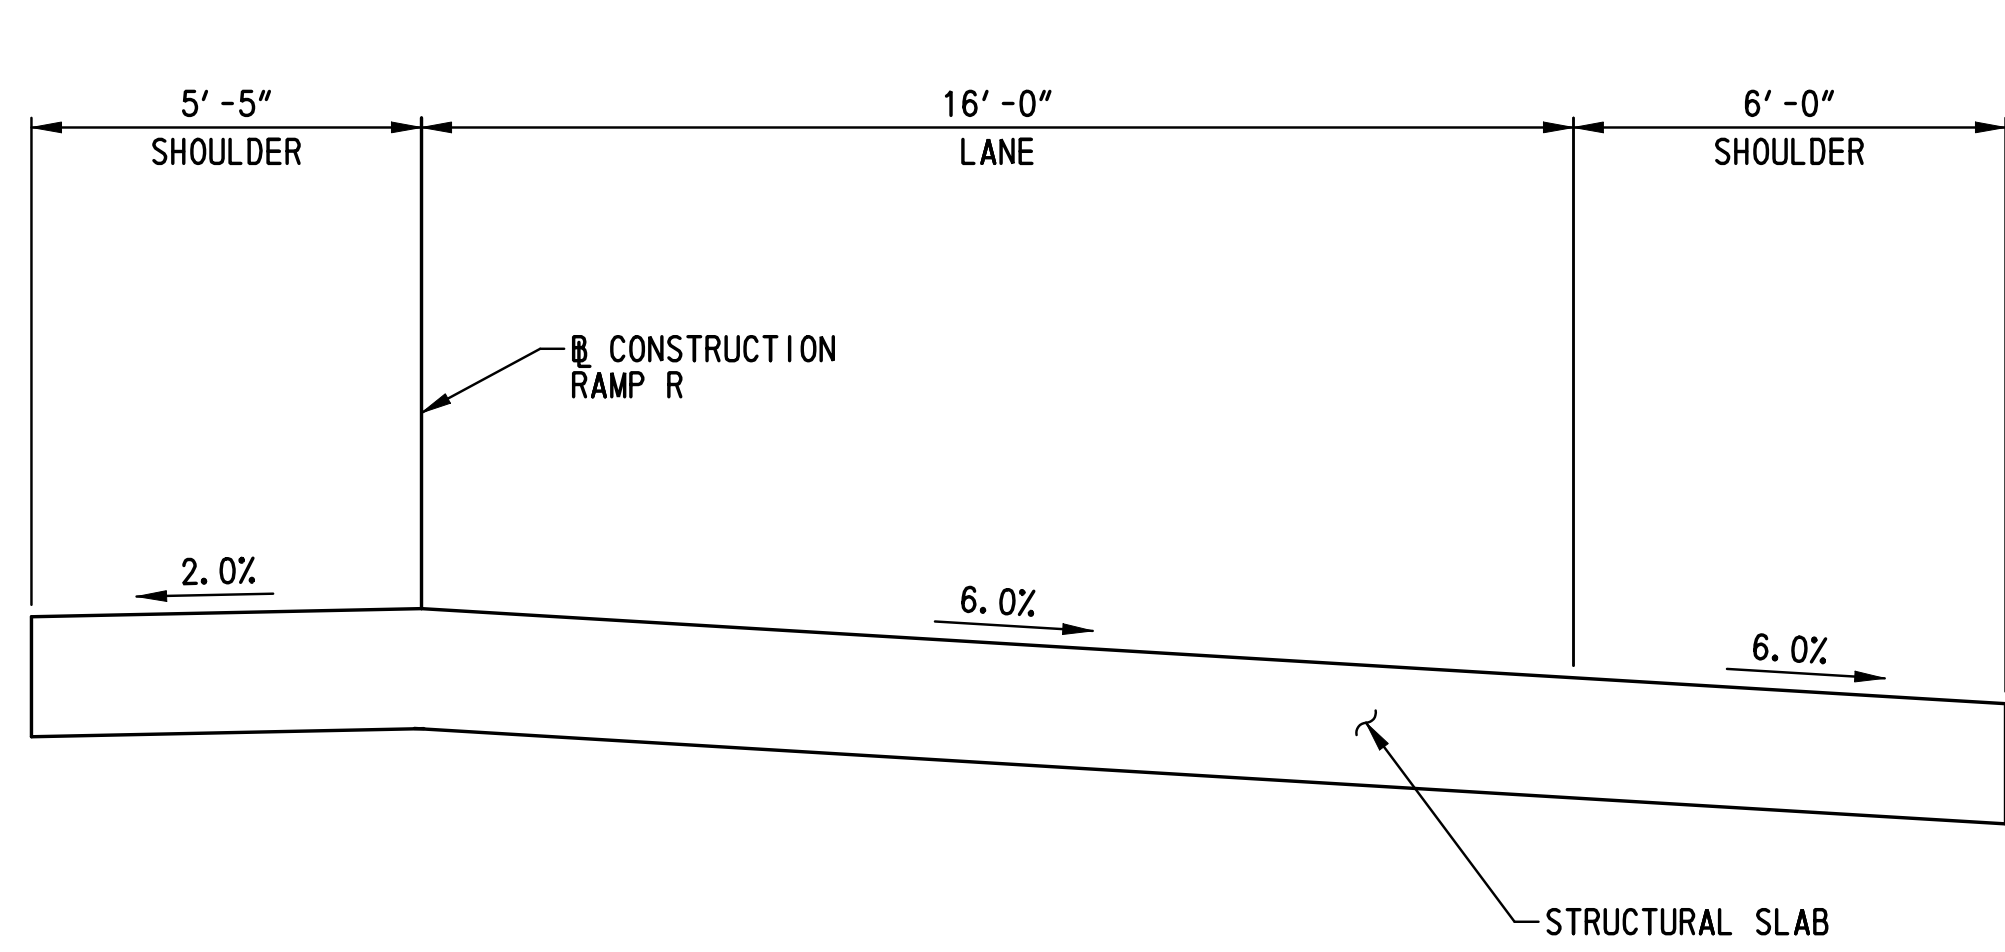 5'-5"
16'-0"
6'-0"
SHOULDER
LANE
SHOULDER
BL CONSTRUCTION
RAMP R
2.0%
6.0%
6.0%
STRUCTURAL SLAB